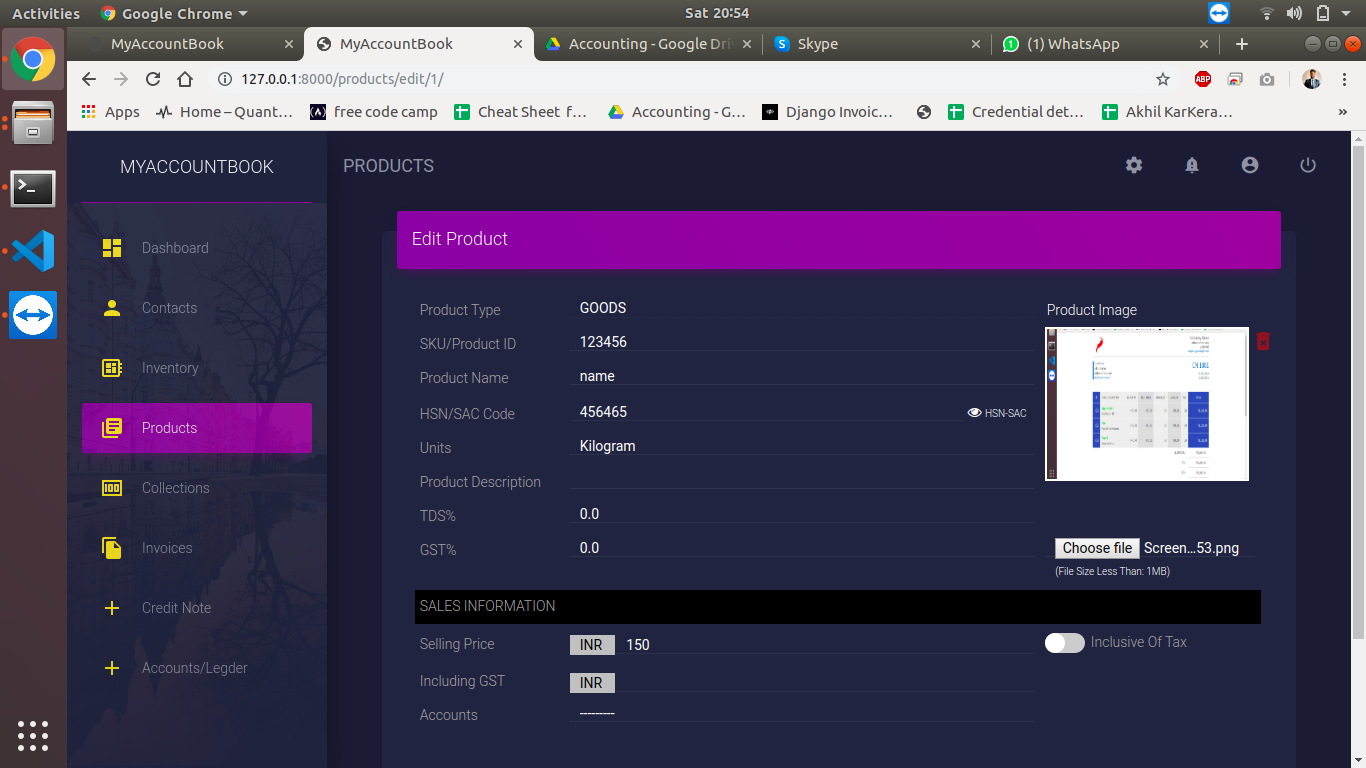 Activities Google Chrome Sat 20:54
MyAccountBook MyAccountBook Accounting - Google Driv Skype (1) WhatsApp
127.0.0.1:8000/products/edit/1/ ABP
Apps Home – Quant… free code camp Cheat Sheet f… Accounting - G… Django Invoic… Credential det… Akhil KarKera… »
MYACCOUNTBOOK
PRODUCTS
Dashboard
Contacts
Inventory
Products
Collections
Invoices
Credit Note
Accounts/Legder
Edit Product
Product Type GOODS
Product Image
SKU/Product ID 123456
Product Name name
HSN/SAC Code 456465 HSN-SAC
Units Kilogram
Product Description
TDS% 0.0
GST% 0.0
Choose file Screen…53.png
(File Size Less Than: 1MB)
SALES INFORMATION
Selling Price INR 150 Inclusive Of Tax
Including GST INR
Accounts ---------